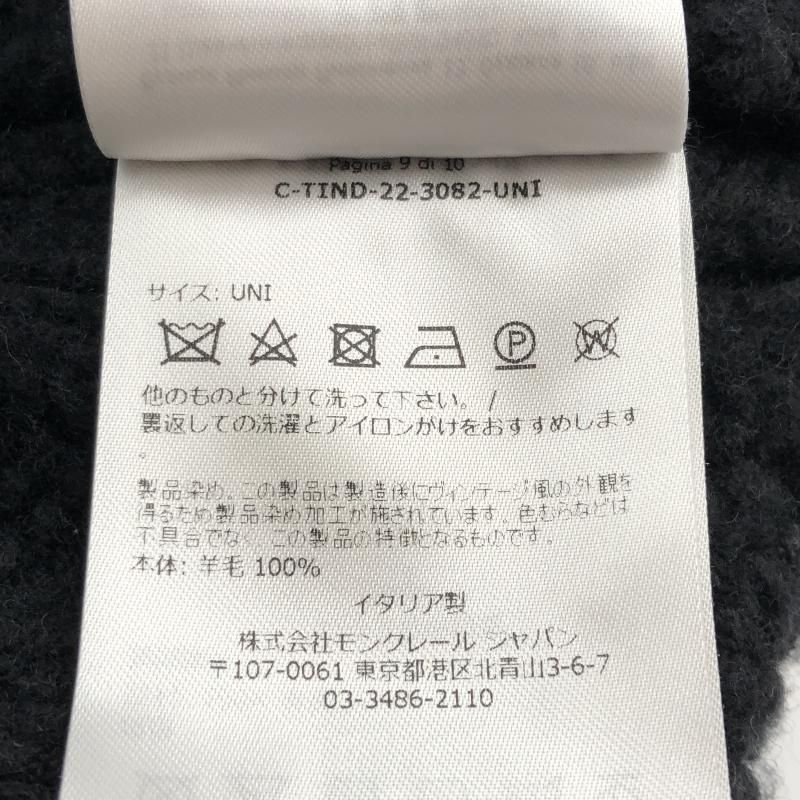 Pagina 9 di 10
C-TIND-22-3082-UNI
サイズ: UNI
P
W
他のものと分けて洗って下さい。 /
裏返しての洗濯とアイロンがけをおすすめします
。
製品染め。この製品は製造後にヴィンテージ風の外観を
得るため製品染め加工が施されています。色むらなどは
不具合でなく、この製品の特徴となるものです。
本体: 羊毛 100%
イタリア製
株式会社モンクレール ジャパン
〒107-0061 東京都港区北青山3-6-7
03-3486-2110